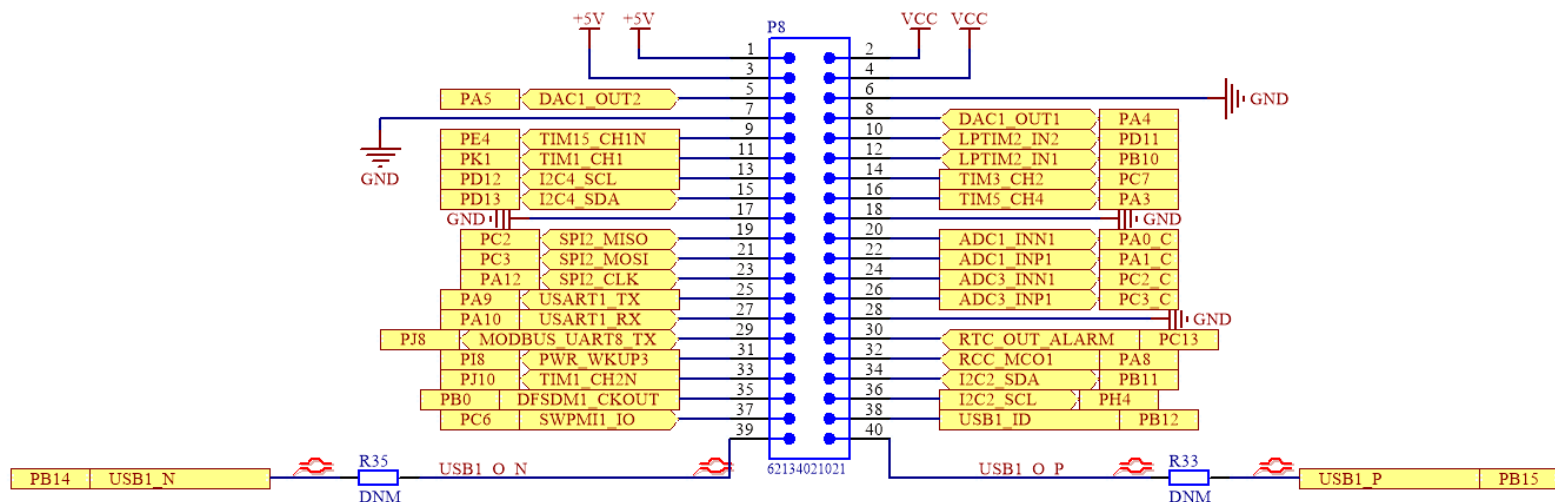 +5V +5V P8 VCC VCC
1 2
3 4
PA5 DAC1_OUT2 5 6 GND
7 8 DAC1_OUT1 PA4
PE4 TIM15_CH1N 9 10 LPTIM2_IN2 PD11
PK1 TIM1_CH1 11 12 LPTIM2_IN1 PB10
GND PD12 I2C4_SCL 13 14 TIM3_CH2 PC7
PD13 I2C4_SDA 15 16 TIM5_CH4 PA3
GND 17 18 GND
PC2 SPI2_MISO 19 20 ADC1_INN1 PA0_C
PC3 SPI2_MOSI 21 22 ADC1_INP1 PA1_C
PA12 SPI2_CLK 23 24 ADC3_INN1 PC2_C
PA9 USART1_TX 25 26 ADC3_INP1 PC3_C
PA10 USART1_RX 27 28 GND
PJ8 MODBUS_UART8_TX 29 30 RTC_OUT_ALARM PC13
PI8 PWR_WKUP3 31 32 RCC_MCO1 PA8
PJ10 TIM1_CH2N 33 34 I2C2_SDA PB11
PB0 DFSDM1_CKOUT 35 36 I2C2_SCL PH4
PC6 SWPMI1_IO 37 38 USB1_ID PB12
39 40
R35 USB1_O_N 62134021021 USB1_O_P R33
PB14 USB1_N USB1_P PB15
DNM DNM